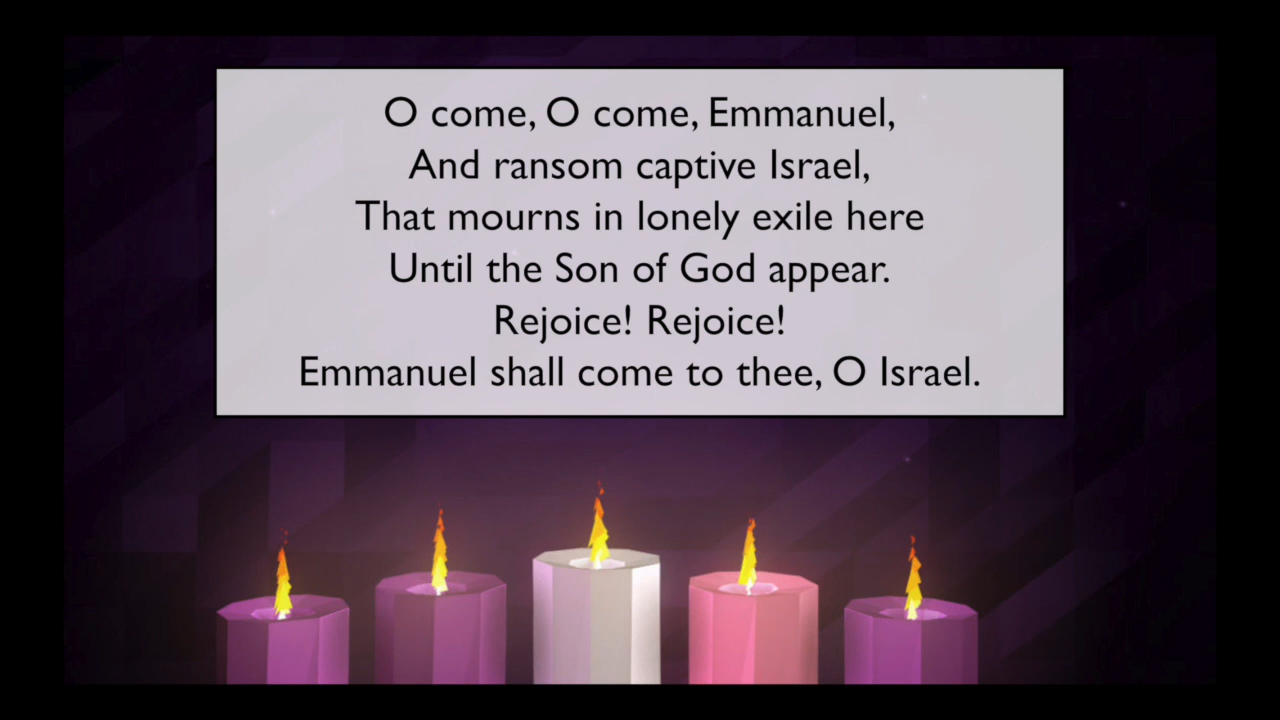 O come, O come, Emmanuel,
And ransom captive Israel,
That mourns in lonely exile here
Until the Son of God appear.
Rejoice! Rejoice!
Emmanuel shall come to thee, O Israel.